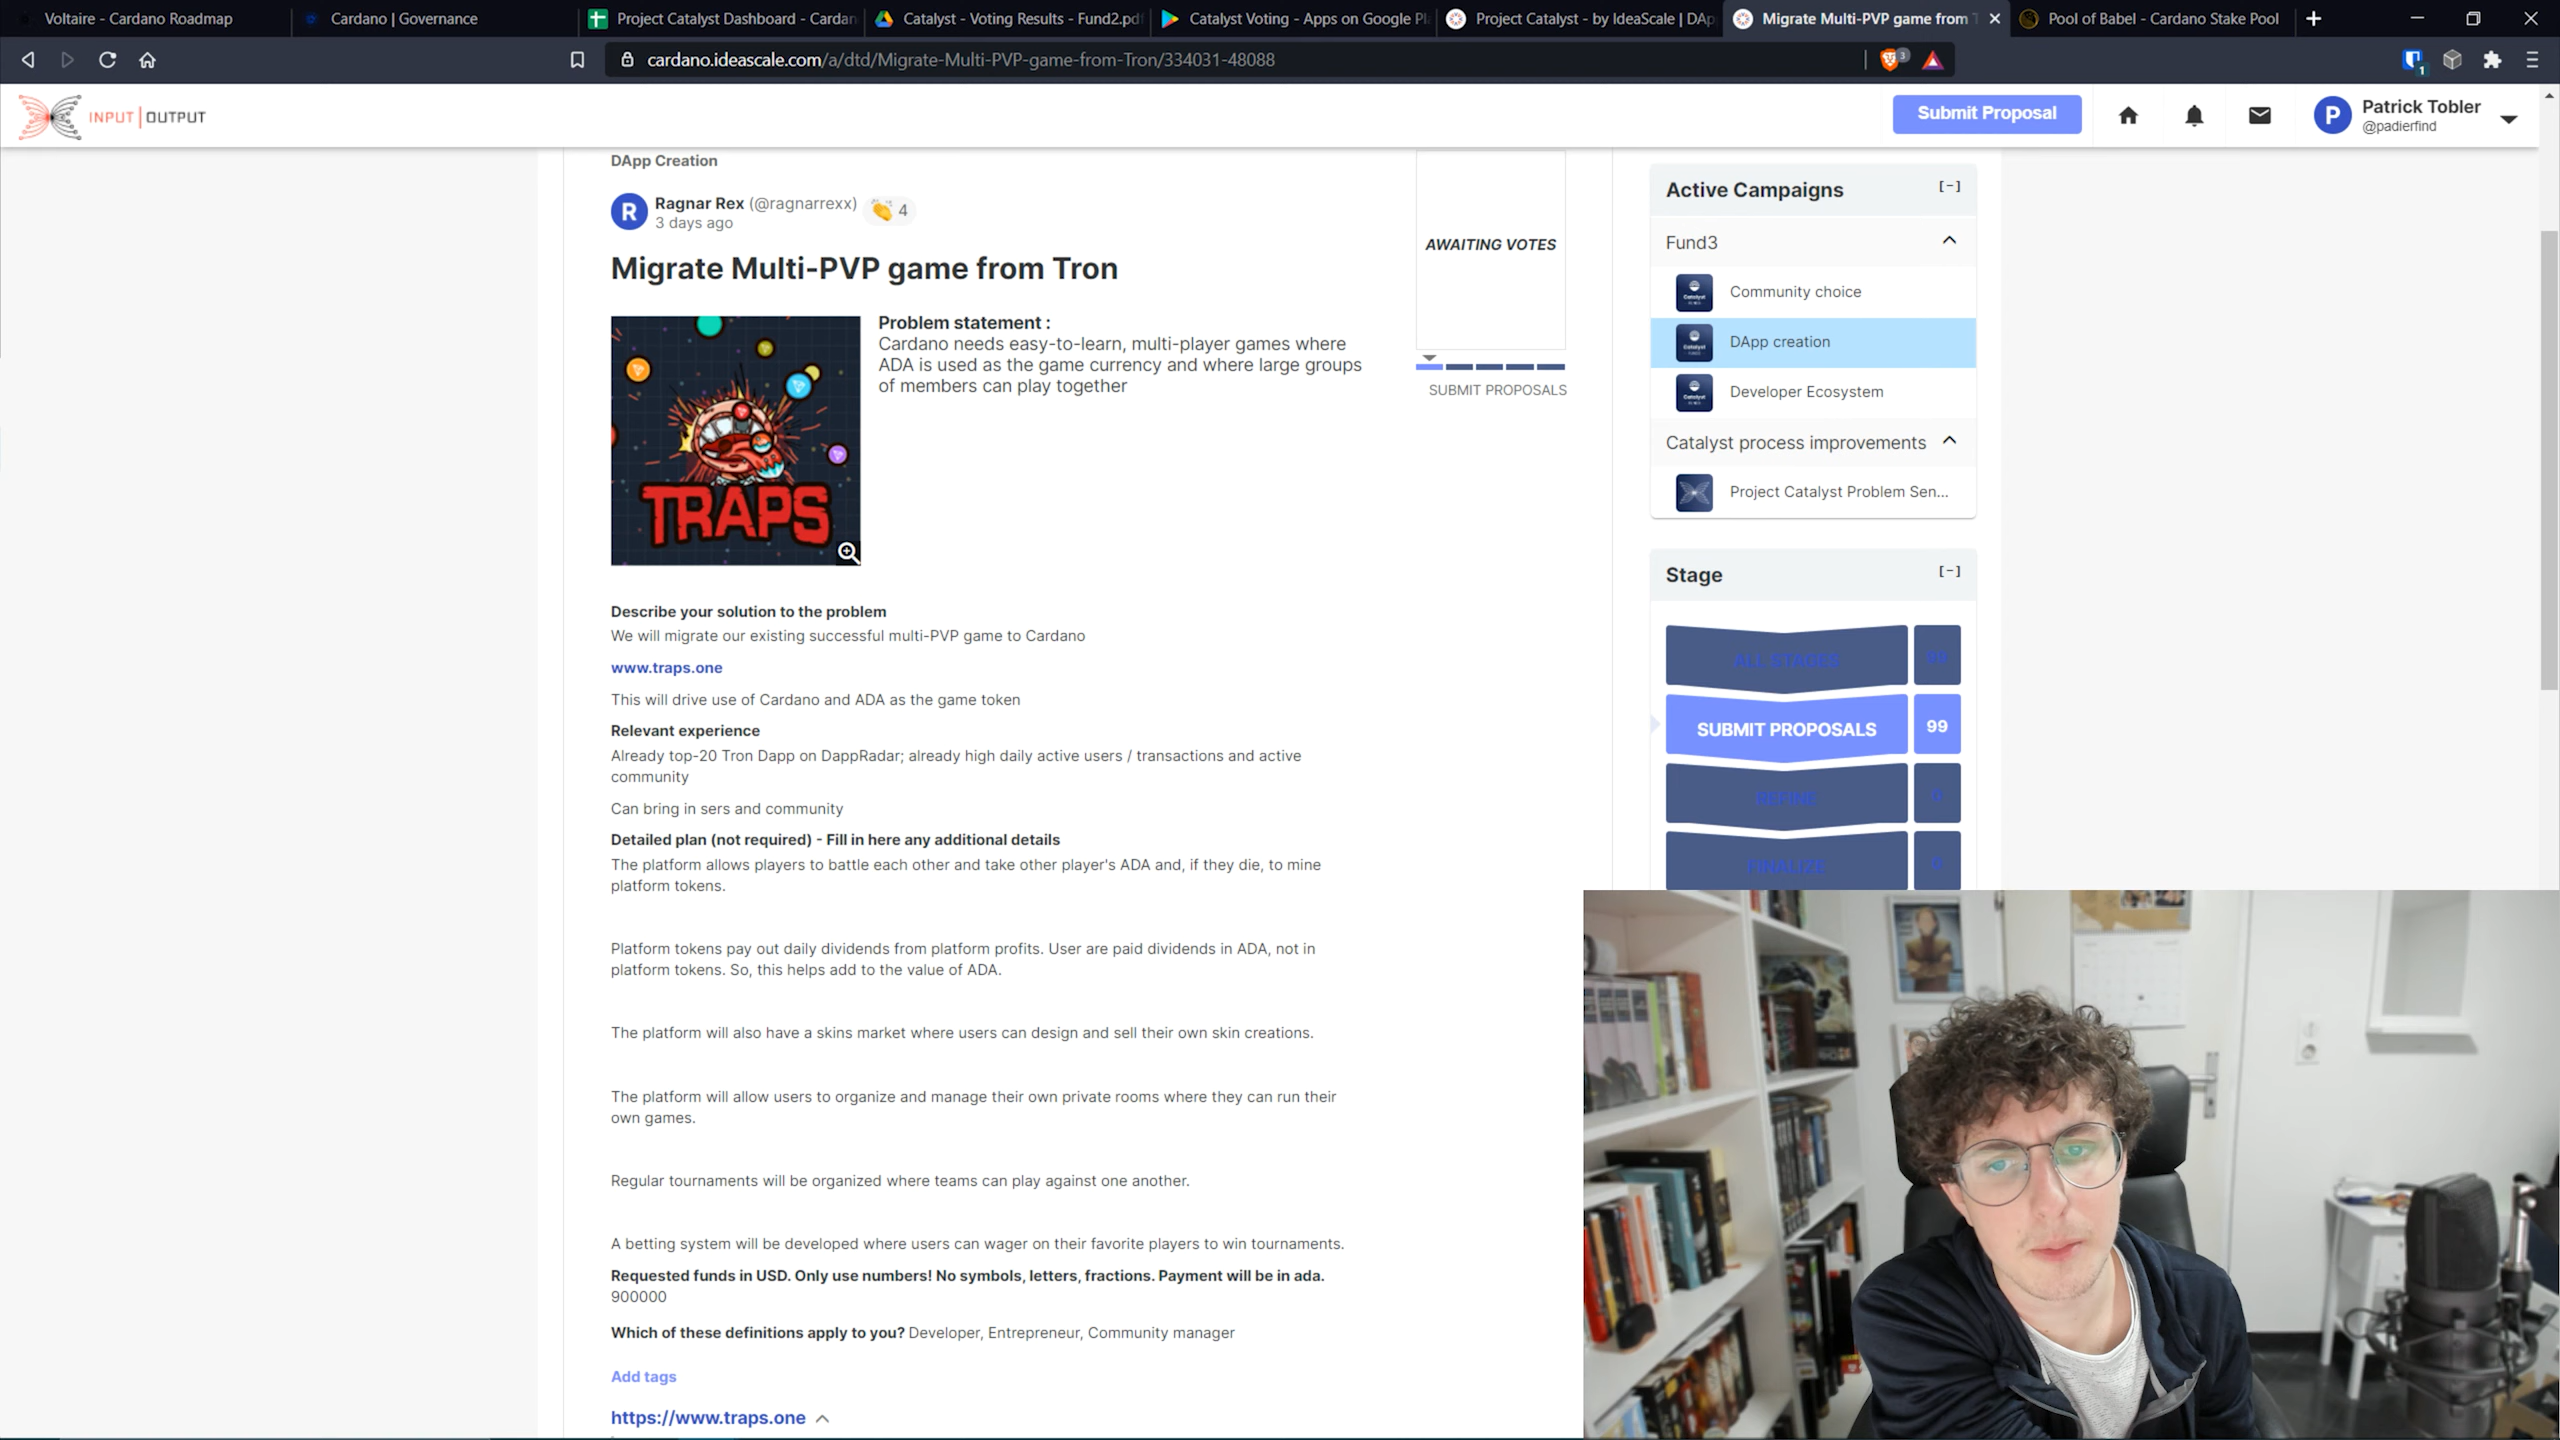 Voltaire - Cardano Roadmap
Cardano | Governance
Project Catalyst Dashboard - Cardan
Catalyst - Voting Results - Fund2.pdf
Catalyst Voting - Apps on Google Pl
Project Catalyst - by IdeaScale | DAp
Migrate Multi-PVP game from T
Pool of Babel - Cardano Stake Pool
cardano.ideascale.com/a/dtd/Migrate-Multi-PVP-game-from-Tron/334031-48088
3
1
INPUT | OUTPUT
Submit Proposal
P
Patrick Tobler
@padierfind
DApp Creation
R
Ragnar Rex (@ragnarrexx)
4
3 days ago
Migrate Multi-PVP game from Tron
TRAPS
Problem statement :
Cardano needs easy-to-learn, multi-player games where
ADA is used as the game currency and where large groups
of members can play together
AWAITING VOTES
SUBMIT PROPOSALS
Describe your solution to the problem
We will migrate our existing successful multi-PVP game to Cardano
www.traps.one
This will drive use of Cardano and ADA as the game token
Relevant experience
Already top-20 Tron Dapp on DappRadar; already high daily active users / transactions and active
community
Can bring in sers and community
Detailed plan (not required) - Fill in here any additional details
The platform allows players to battle each other and take other player's ADA and, if they die, to mine
platform tokens.
Platform tokens pay out daily dividends from platform profits. User are paid dividends in ADA, not in
platform tokens. So, this helps add to the value of ADA.
The platform will also have a skins market where users can design and sell their own skin creations.
The platform will allow users to organize and manage their own private rooms where they can run their
own games.
Regular tournaments will be organized where teams can play against one another.
A betting system will be developed where users can wager on their favorite players to win tournaments.
Requested funds in USD. Only use numbers! No symbols, letters, fractions. Payment will be in ada.
900000
Which of these definitions apply to you? Developer, Entrepreneur, Community manager
Add tags
https://www.traps.one
Active Campaigns
[-]
Fund3
Community choice
DApp creation
Developer Ecosystem
Catalyst process improvements
Project Catalyst Problem Sen...
Stage
[-]
ALL STAGES
99
SUBMIT PROPOSALS
99
REFINE
0
FINALIZE
0